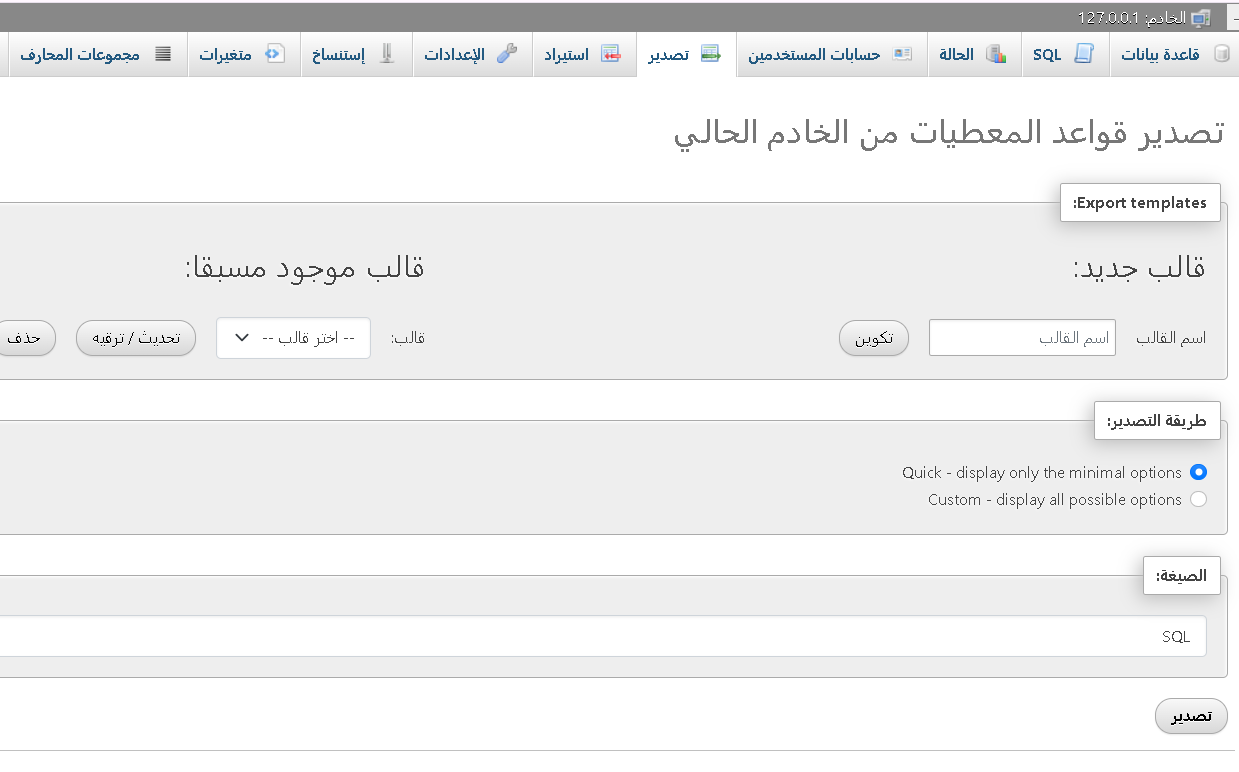 الخادم: 127.0.0.1
قاعدة بيانات SQL الحالة حسابات المستخدمين تصدير استيراد الإعدادات إستنساخ متغيرات مجموعات المحارف
تصدير قواعد المعطيات من الخادم الحالي
Export templates:
قالب جديد: قالب موجود مسبقا:
اسم القالب اسم القالب تكوين قالب: -- اختر قالب -- تحديث / ترقيه حذف
طريقة التصدير:
Quick - display only the minimal options
Custom - display all possible options
الصيغة:
SQL
تصدير